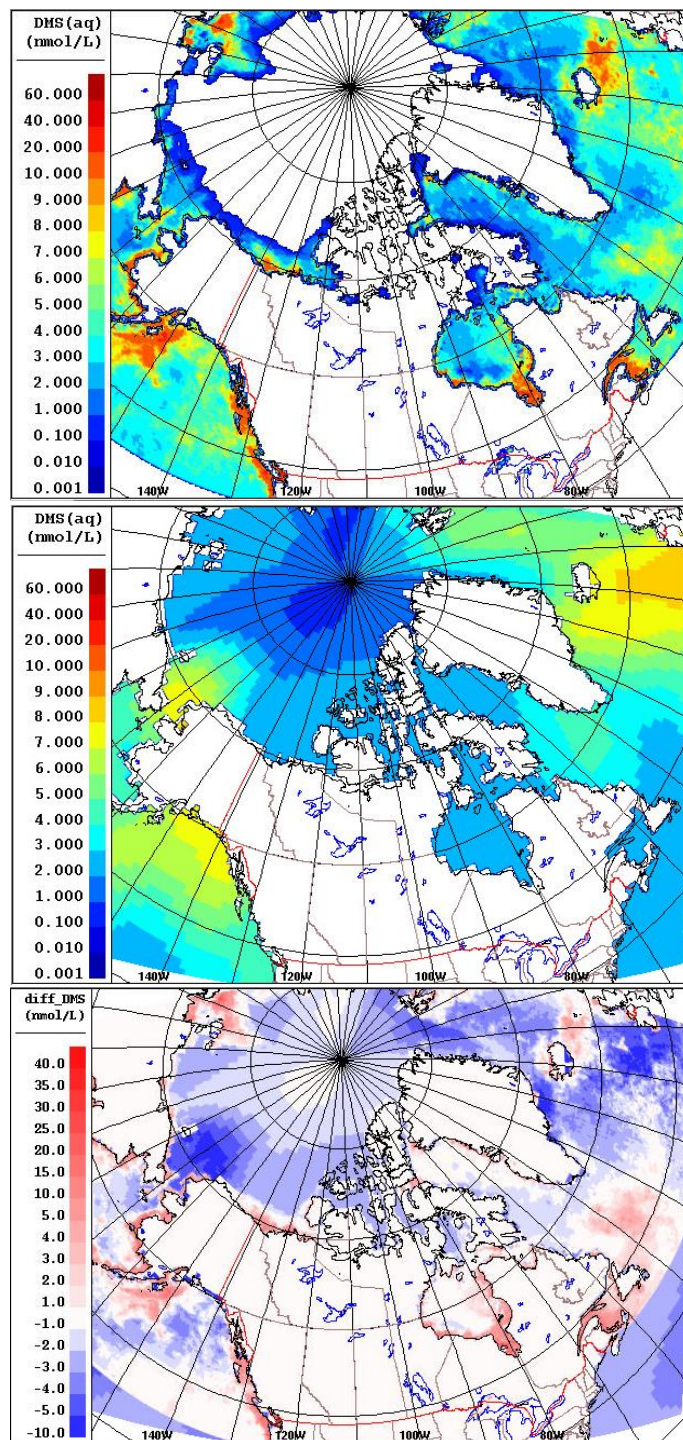 DMS(aq)
(nmol/L)
60.000
40.000
20.000
10.000
9.000
8.000
7.000
6.000
5.000
4.000
3.000
2.000
1.000
0.100
0.010
0.001
140W
120W
100W
80W
DMS(aq)
(nmol/L)
60.000
40.000
20.000
10.000
9.000
8.000
7.000
6.000
5.000
4.000
3.000
2.000
1.000
0.100
0.010
0.001
140W
120W
100W
80W
diff_DMS
(nmol/L)
40.0
35.0
30.0
25.0
20.0
15.0
10.0
5.0
4.0
3.0
2.0
1.0
-1.0
-2.0
-3.0
-4.0
-5.0
-10.0
140W
120W
100W
80W